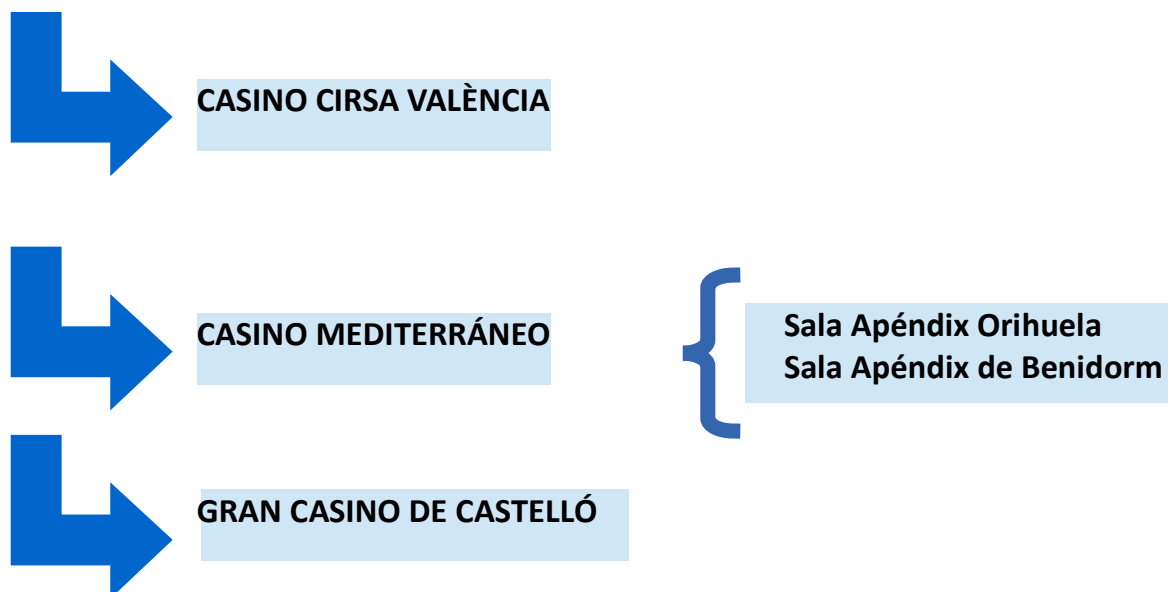 CASINO CIRSA VALÈNCIA
CASINO MEDITERRÁNEO
Sala Apéndix Orihuela
Sala Apéndix de Benidorm
GRAN CASINO DE CASTELLÓ